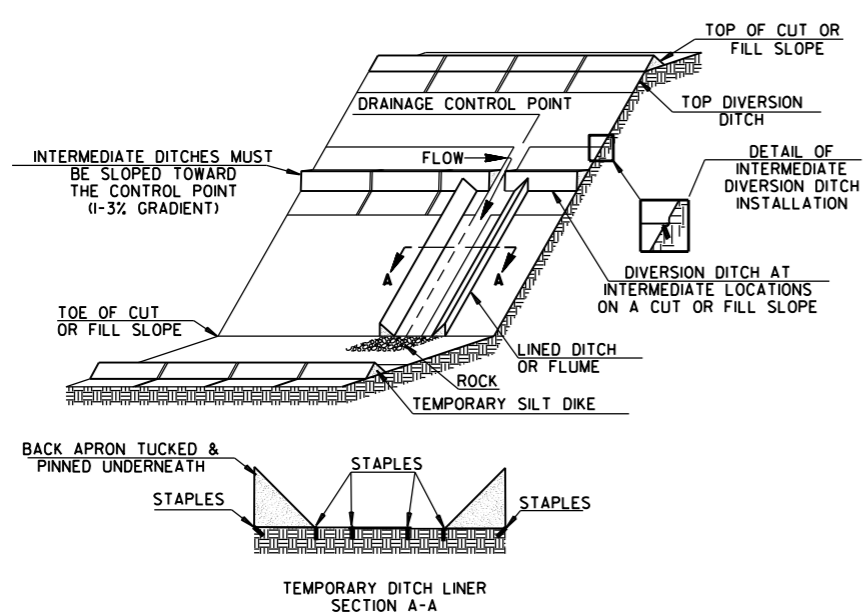 TOP OF CUT OR
FILL SLOPE
DRAINAGE CONTROL POINT
TOP DIVERSION
DITCH
INTERMEDIATE DITCHES MUST
BE SLOPED TOWARD
THE CONTROL POINT
(1-3% GRADIENT)
FLOW
DETAIL OF
INTERMEDIATE
DIVERSION DITCH
INSTALLATION
A
A
DIVERSION DITCH AT
INTERMEDIATE LOCATIONS
ON A CUT OR FILL SLOPE
TOE OF CUT
OR FILL SLOPE
LINED DITCH
OR FLUME
ROCK
TEMPORARY SILT DIKE
BACK APRON TUCKED &
PINNED UNDERNEATH
STAPLES
STAPLES
STAPLES
TEMPORARY DITCH LINER
SECTION A-A